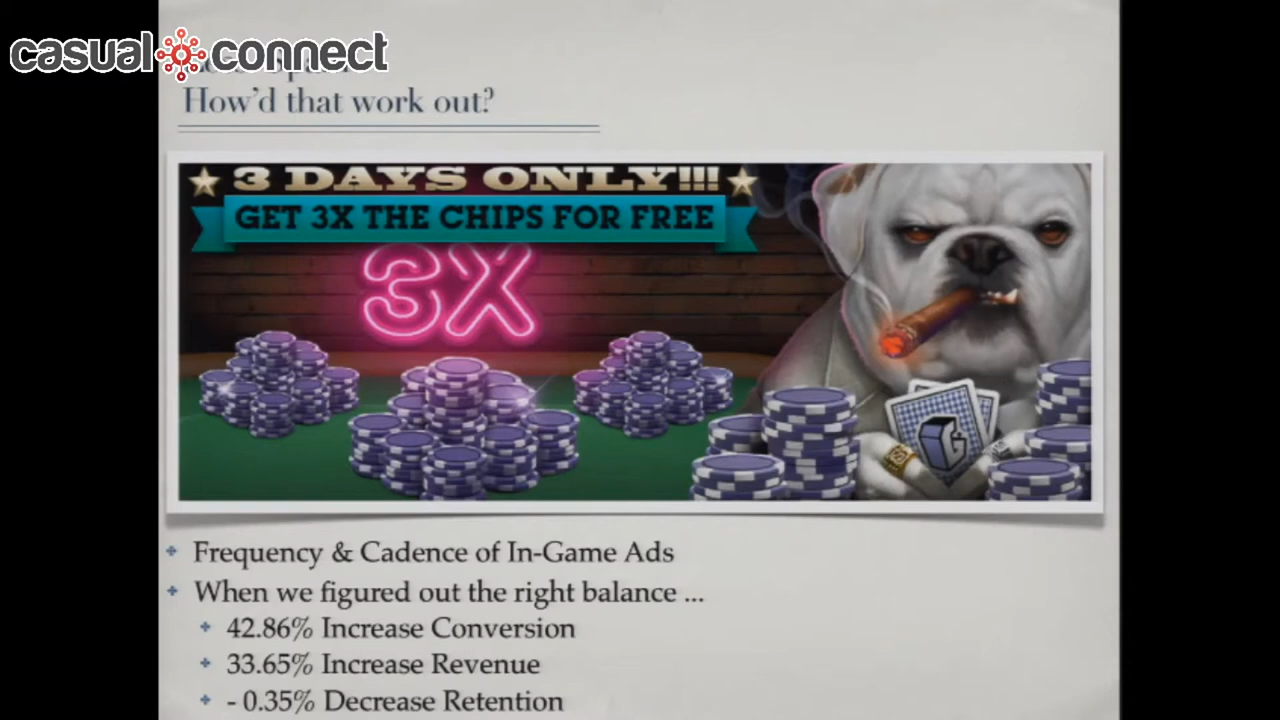 casual connect
How'd that work out?
3 DAYS ONLY!!!
GET 3X THE CHIPS FOR FREE
3X
G
Frequency & Cadence of In-Game Ads
When we figured out the right balance ...
42.86% Increase Conversion
33.65% Increase Revenue
- 0.35% Decrease Retention